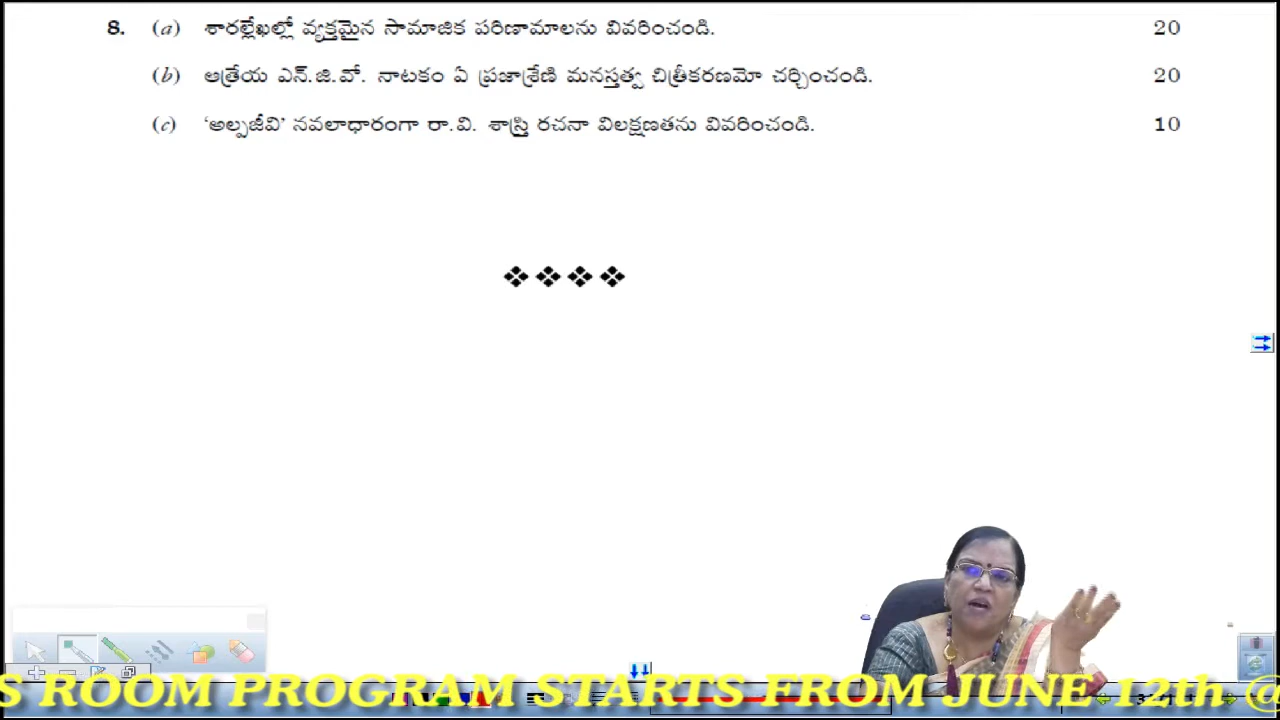 8. (a) శారల్లేఖల్లో వ్యక్తమైన సామాజిక పరిణామాలను వివరించండి. 20
(b) ఆత్రేయ ఎన్.జి.వో. నాటకం ఏ ప్రజాశ్రేణి మనస్తత్వ చిత్రీకరణమో చర్చించండి. 20
(c) ‘అల్పజీవి’ నవలాధారంగా రా.వి. శాస్త్రి రచనా విలక్షణతను వివరించండి. 10
S ROOM PROGRAM STARTS FROM JUNE 12th @